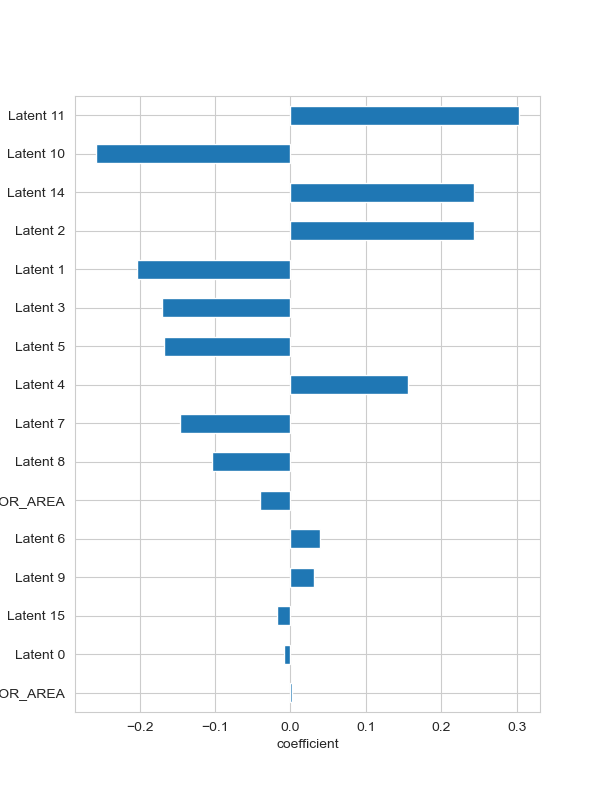 Latent 11
Latent 10
Latent 14
Latent 2
Latent 1
Latent 3
Latent 5
Latent 4
Latent 7
Latent 8
OR_AREA
Latent 6
Latent 9
Latent 15
Latent 0
OR_AREA
−0.2 −0.1 0.0 0.1 0.2 0.3
coefficient